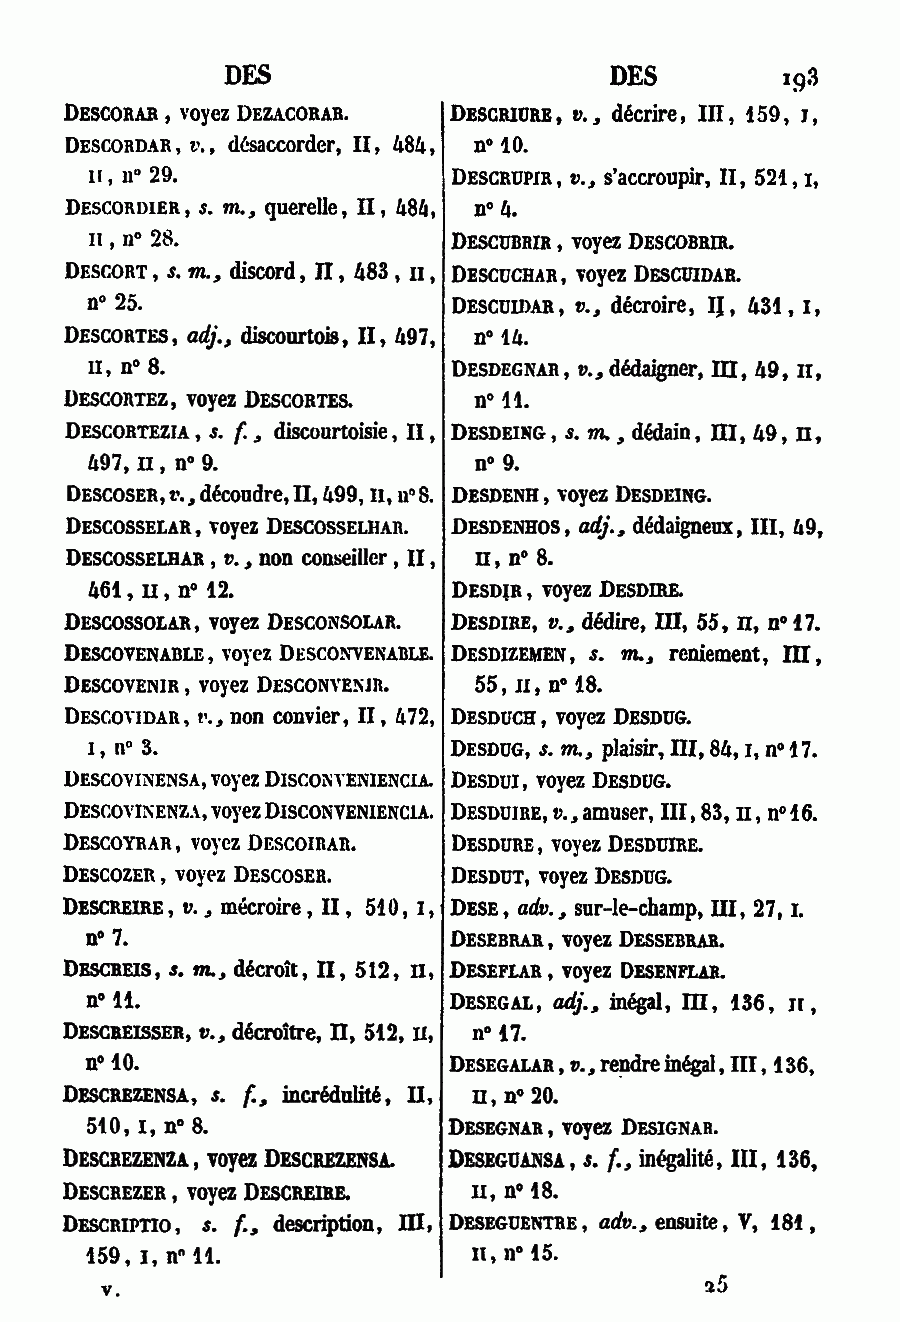 DES
DESCORAR, voyez DEZACORAR.
DESCORDAR, v., désaccorder, II, 484,
II, n° 29.
DESCORDIER, s. m., querelle, II, 484,
II, n° 28.
DESCORT, s. m., discord, II, 483, II,
n° 25.
DESCORTES, adj., discourtois, II, 497,
II, n° 8.
DESCORTEZ, voyez DESCORTES.
DESCORTEZIA, s. f., discourtoisie, II,
497, II, n° 9.
DESCOSER, v., découdre, II, 499, II, n° 8.
DESCOSSELAR, voyez DESCOSSELHAR.
DESCOSSELHAR, v., non conseiller, II,
461, II, n° 12.
DESCOSSOLAR, voyez DESCONSOLAR.
DESCOVENABLE, voyez DESCONVENABLE.
DESCOVENIR, voyez DESCONVENIR.
DESCOVIDAR, v., non convier, II, 472,
I, n° 3.
DESCOVINENSA, voyez DISCONVENIENCIA.
DESCOVINENZA, voyez DISCONVENIENCIA.
DESCOYRAR, voyez DESCOIRAR.
DESCOZER, voyez DESCOSER.
DESCREIRE, v., mécroire, II, 510, I,
n° 7.
DESCREIS, s. m., décroît, II, 512, II,
n° 11.
DESCREISSER, v., décroître, II, 512, II,
n° 10.
DESCREZENSA, s. f., incrédulité, II,
510, I, n° 8.
DESCREZENZA, voyez DESCREZENSA.
DESCREZER, voyez DESCREIRE.
DESCRIPTIO, s. f., description, III,
159, I, n° 11.
V.
DES 193
DESCRIURE, v., décrire, III, 159, I,
n° 10.
DESCRUPIR, v., s'accroupir, II, 521, I,
n° 4.
DESCUBRIR, voyez DESCOBRIR.
DESCUCHAR, voyez DESCUIDAR.
DESCUIDAR, v., décroire, II, 431, I,
n° 14.
DESDEGNAR, v., dédaigner, III, 49, II,
n° 11.
DESDEING, s. m., dédain, III, 49, II,
n° 9.
DESDENH, voyez DESDEING.
DESDENHOS, adj., dédaigneux, III, 49,
II, n° 8.
DESDIR, voyez DESDIRE.
DESDIRE, v., dédire, III, 55, II, n° 17.
DESDIZEMEN, s. m., reniement, III,
55, II, n° 18.
DESDUCH, voyez DESDUG.
DESDUG, s. m., plaisir, III, 84, I, n° 17.
DESDUI, voyez DESDUG.
DESDUIRE, v., amuser, III, 83, II, n° 16.
DESDURE, voyez DESDUIRE.
DESDUT, voyez DESDUG.
DESE, adv., sur-le-champ, III, 27, I.
DESEBRAR, voyez DESSEBRAR.
DESEFLAR, voyez DESENFLAR.
DESEGAL, adj., inégal, III, 136, II,
n° 17.
DESEGALAR, v., rendre inégal, III, 136,
II, n° 20.
DESEGNAR, voyez DESIGNAR.
DESEGUANSA, s. f., inégalité, III, 136,
II, n° 18.
DESEGUENTRE, adv., ensuite, V, 181,
II, n° 15.
25